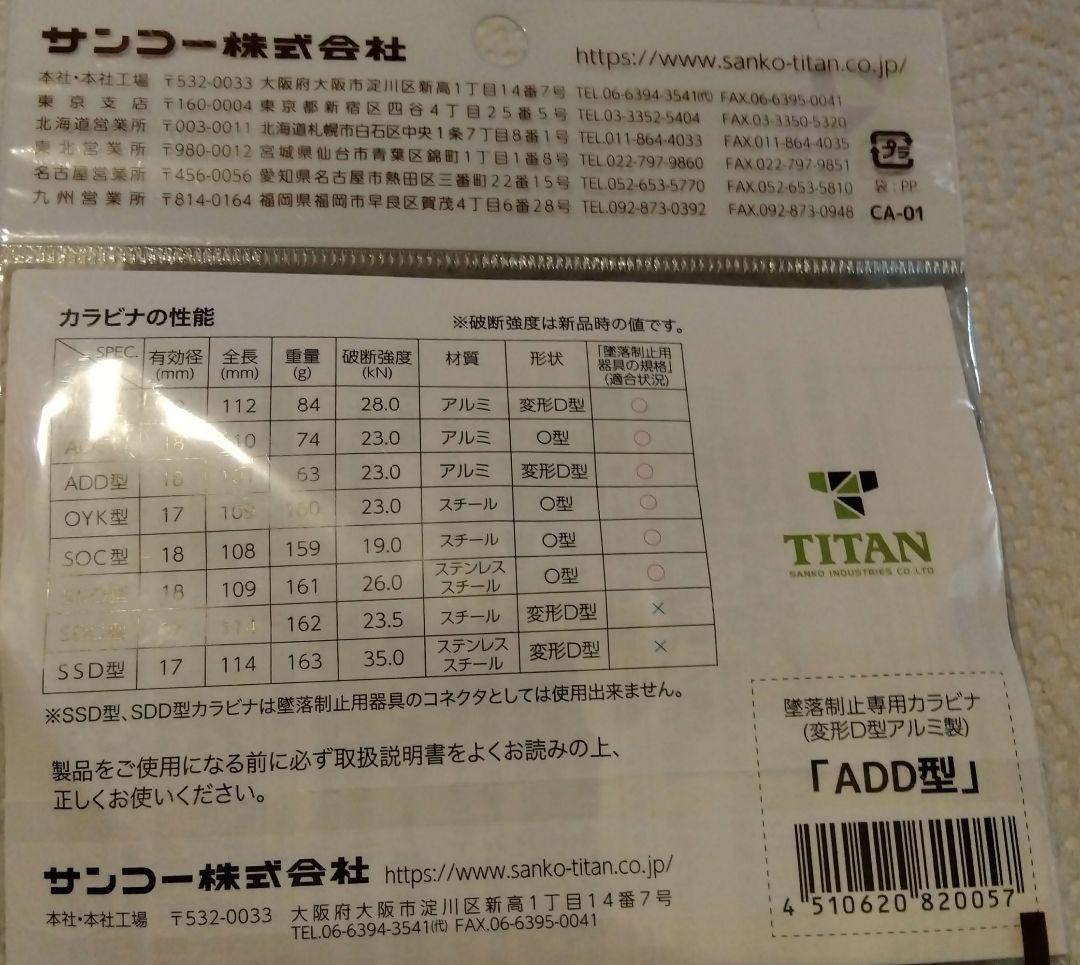 サンコー株式会社 https://www.sanko-titan.co.jp/
本社・本社工場 〒532-0033 大阪府大阪市淀川区新高1丁目14番7号 TEL.06-6394-3541㈹ FAX.06-6395-0041
東京支店 〒160-0004 東京都新宿区四谷4丁目25番5号 TEL.03-3352-5404 FAX.03-3350-5320
北海道営業所 〒003-0011 北海道札幌市白石区中央1条7丁目8番1号 TEL.011-864-4033 FAX.011-864-4035
東北営業所 〒980-0012 宮城県仙台市青葉区錦町1丁目1番8号 TEL.022-797-9860 FAX.022-797-9851
名古屋営業所 〒456-0056 愛知県名古屋市熱田区三番町22番15号 TEL.052-653-5770 FAX.052-653-5810
九州営業所 〒814-0164 福岡県福岡市早良区賀茂4丁目6番28号 TEL.092-873-0392 FAX.092-873-0948
プラ
袋:PP
CA-01
カラビナの性能 ※破断強度は新品時の値です。
SPEC. 有効径(mm) 全長(mm) 重量(g) 破断強度(kN) 材質 形状 「墜落制止用器具の規格」(適合状況)
112 84 28.0 アルミ 変形D型 ○
18 110 74 23.0 アルミ O型 ○
ADD型 18 63 23.0 アルミ 変形D型 ○
OYK型 17 109 160 23.0 スチール O型 ○
SOC型 18 108 159 19.0 スチール O型 ○
18 109 161 26.0 ステンレススチール O型 ○
114 162 23.5 スチール 変形D型 ×
SSD型 17 114 163 35.0 ステンレススチール 変形D型 ×
※SSD型、SDD型カラビナは墜落制止用器具のコネクタとしては使用出来ません。
製品をご使用になる前に必ず取扱説明書をよくお読みの上、
正しくお使いください。
サンコー株式会社 https://www.sanko-titan.co.jp/
本社・本社工場 〒532-0033 大阪府大阪市淀川区新高1丁目14番7号
TEL.06-6394-3541㈹ FAX.06-6395-0041
TITAN
SANKO INDUSTRIES CO.LTD
墜落制止専用カラビナ
(変形D型アルミ製)
「ADD型」
4 510620 820057